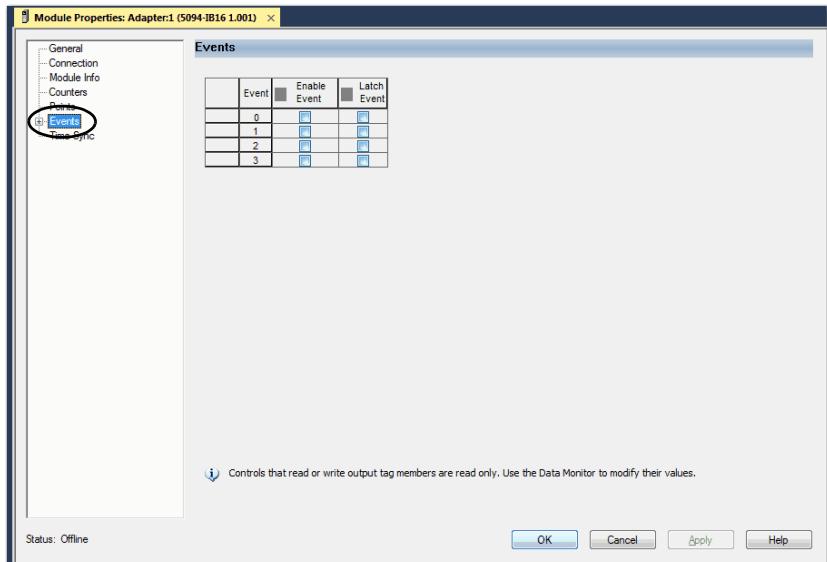 Module Properties: Adapter:1 (5094-IB16 1.001) ×
General
Connection
Module Info
Counters
Points
Events
Time Sync
Events
Event Enable Event Latch Event
0
1
2
3
Controls that read or write output tag members are read only. Use the Data Monitor to modify their values.
Status: Offline
OK Cancel Apply Help